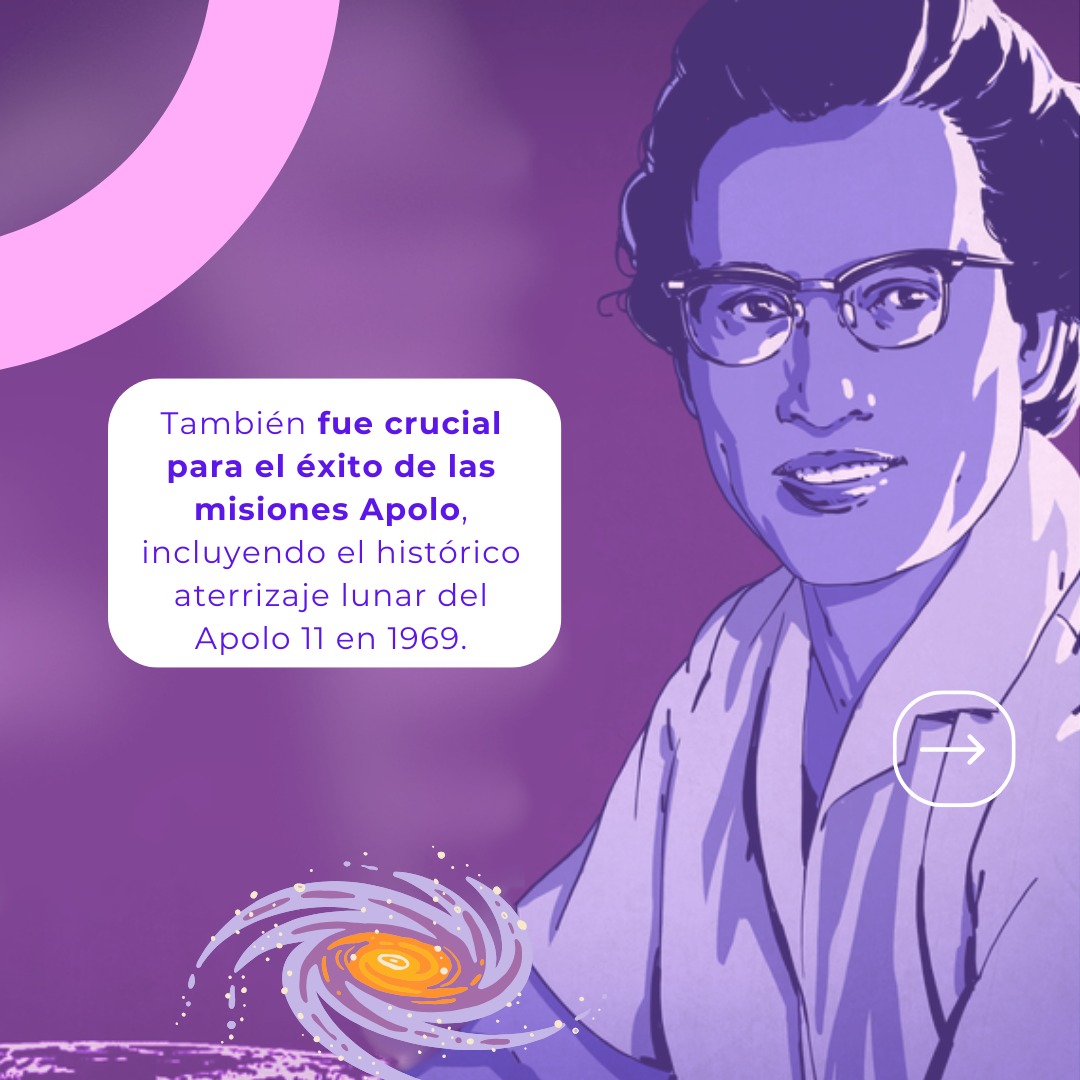 También fue crucial
para el éxito de las
misiones Apolo,
incluyendo el histórico
aterrizaje lunar del
Apolo 11 en 1969.